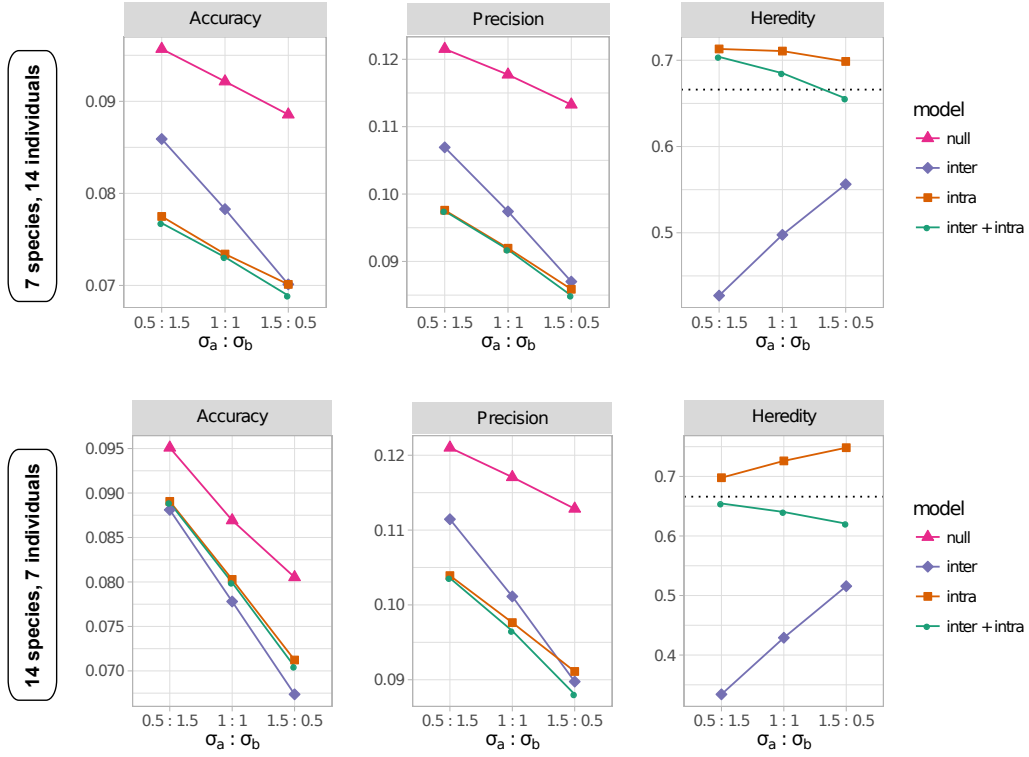 7 species, 14 individuals
Accuracy
0.09
0.08
0.07
0.5 : 1.5 1 : 1 1.5 : 0.5
σa : σb
Precision
0.12
0.11
0.10
0.09
0.5 : 1.5 1 : 1 1.5 : 0.5
σa : σb
Heredity
0.7
0.6
0.5
0.5 : 1.5 1 : 1 1.5 : 0.5
σa : σb
model
null
inter
intra
inter + intra
14 species, 7 individuals
Accuracy
0.095
0.090
0.085
0.080
0.075
0.070
0.5 : 1.5 1 : 1 1.5 : 0.5
σa : σb
Precision
0.12
0.11
0.10
0.09
0.5 : 1.5 1 : 1 1.5 : 0.5
σa : σb
Heredity
0.7
0.6
0.5
0.4
0.5 : 1.5 1 : 1 1.5 : 0.5
σa : σb
model
null
inter
intra
inter + intra